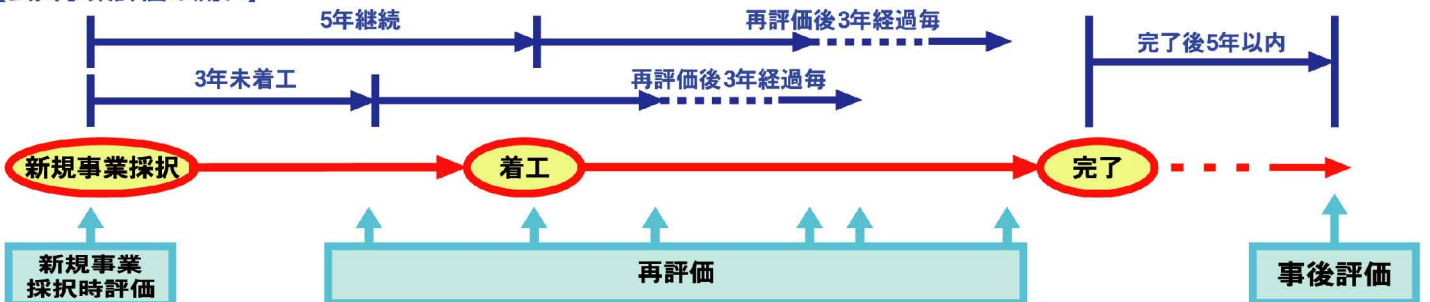 5年継続
再評価後3年経過毎
完了後5年以内
3年未着工
再評価後3年経過毎
新規事業採択
着工
完了
新規事業
採択時評価
再評価
事後評価